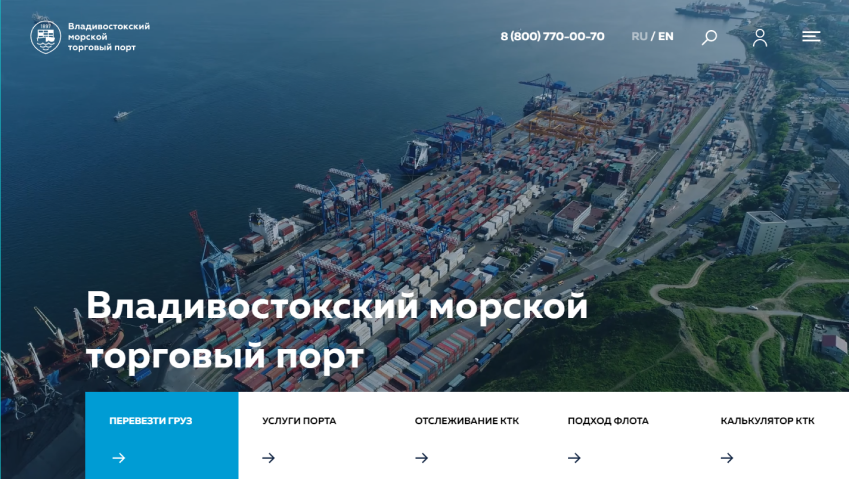 1897
Владивостокский
морской
торговый порт
8 (800) 770-00-70
RU / EN
Владивостокский морской
торговый порт
ПЕРЕВЕЗТИ ГРУЗ
УСЛУГИ ПОРТА
ОТСЛЕЖИВАНИЕ КТК
ПОДХОД ФЛОТА
КАЛЬКУЛЯТОР КТК